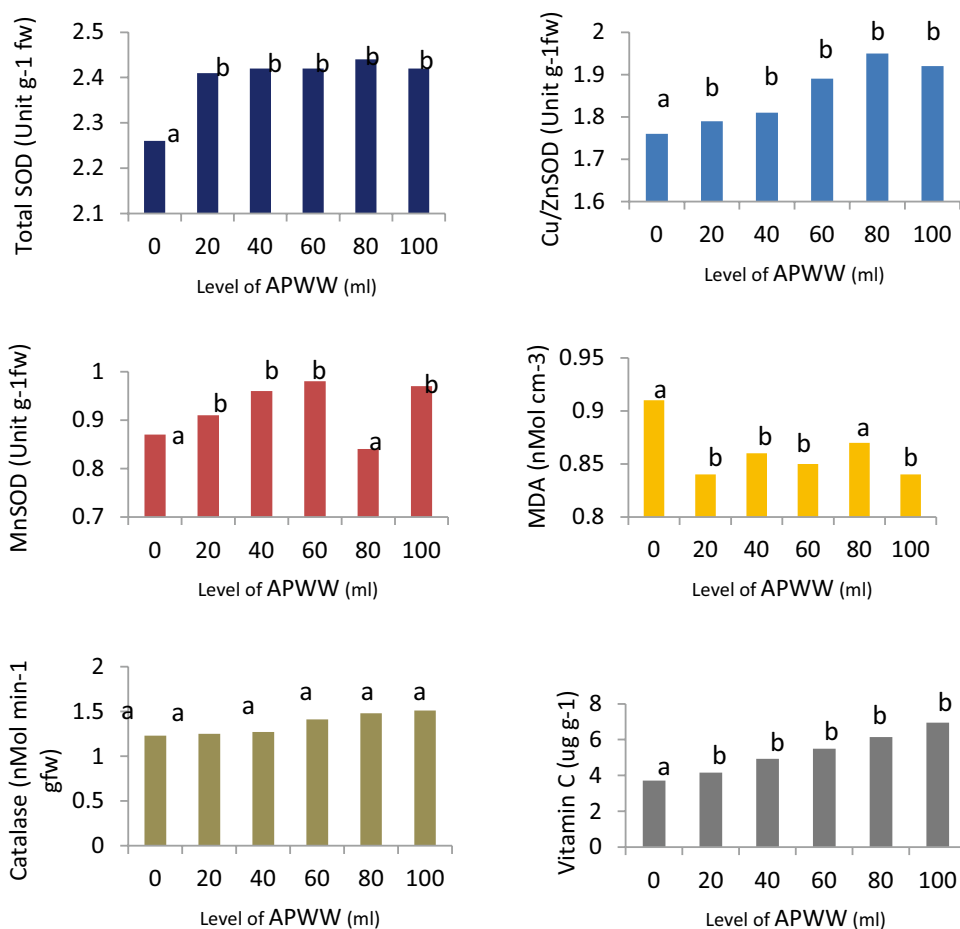 Total SOD (Unit g-1 fw)
2.5
2.4
2.3
2.2
2.1
a
b
b
b
b
b
0 20 40 60 80 100
Level of APWW (ml)
Cu/ZnSOD (Unit g-1fw)
2
1.9
1.8
1.7
1.6
a
b
b
b
b
b
0 20 40 60 80 100
Level of APWW (ml)
MnSOD (Unit g-1fw)
1
0.9
0.8
0.7
a
b
b
b
a
b
0 20 40 60 80 100
Level of APWW (ml)
MDA (nMol cm-3)
0.95
0.9
0.85
0.8
a
b
b
b
a
b
0 20 40 60 80 100
Level of APWW (ml)
Catalase (nMol min-1
gfw)
2
1.5
1
0.5
0
a
a
a
a
a
a
0 20 40 60 80 100
Level of APWW (ml)
Vitamin C (ug g-1)
8
6
4
2
0
a
b
b
b
b
b
0 20 40 60 80 100
Level of APWW (ml)